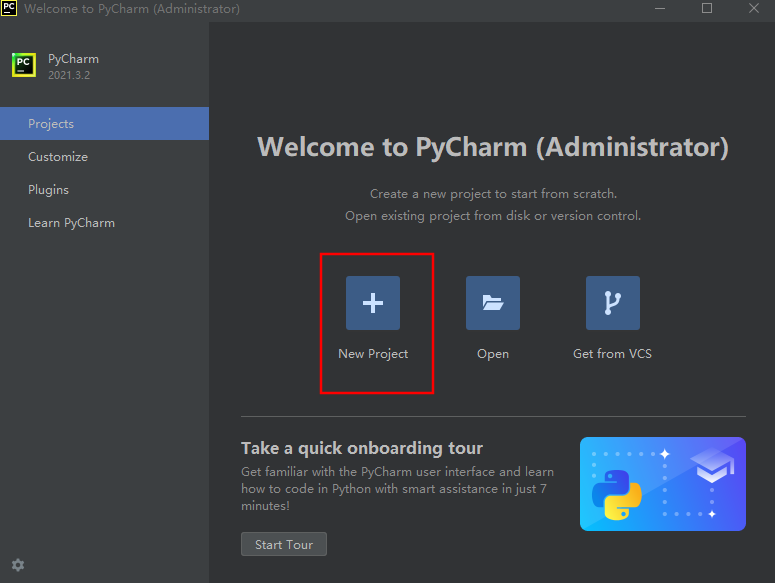 PC
Welcome to PyCharm (Administrator)
PC
PyCharm
2021.3.2
Projects
Customize
Plugins
Learn PyCharm
Welcome to PyCharm (Administrator)
Create a new project to start from scratch.
Open existing project from disk or version control.
New Project
Open
Get from VCS
Take a quick onboarding tour
Get familiar with the PyCharm user interface and learn
how to code in Python with smart assistance in just 7
minutes!
Start Tour